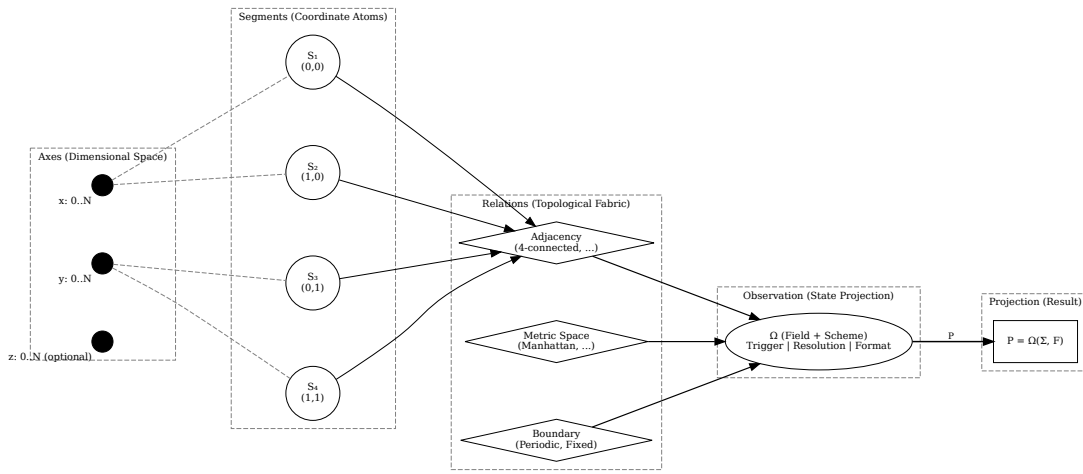 Segments (Coordinate Atoms)
S₁
(0,0)
S₂
(1,0)
S₃
(0,1)
S₄
(1,1)
Axes (Dimensional Space)
x: 0..N
y: 0..N
z: 0..N (optional)
Relations (Topological Fabric)
Adjacency
(4-connected, ...)
Metric Space
(Manhattan, ...)
Boundary
(Periodic, Fixed)
Observation (State Projection)
Ω (Field + Scheme)
Trigger | Resolution | Format
P
Projection (Result)
P = Ω(Σ, F)